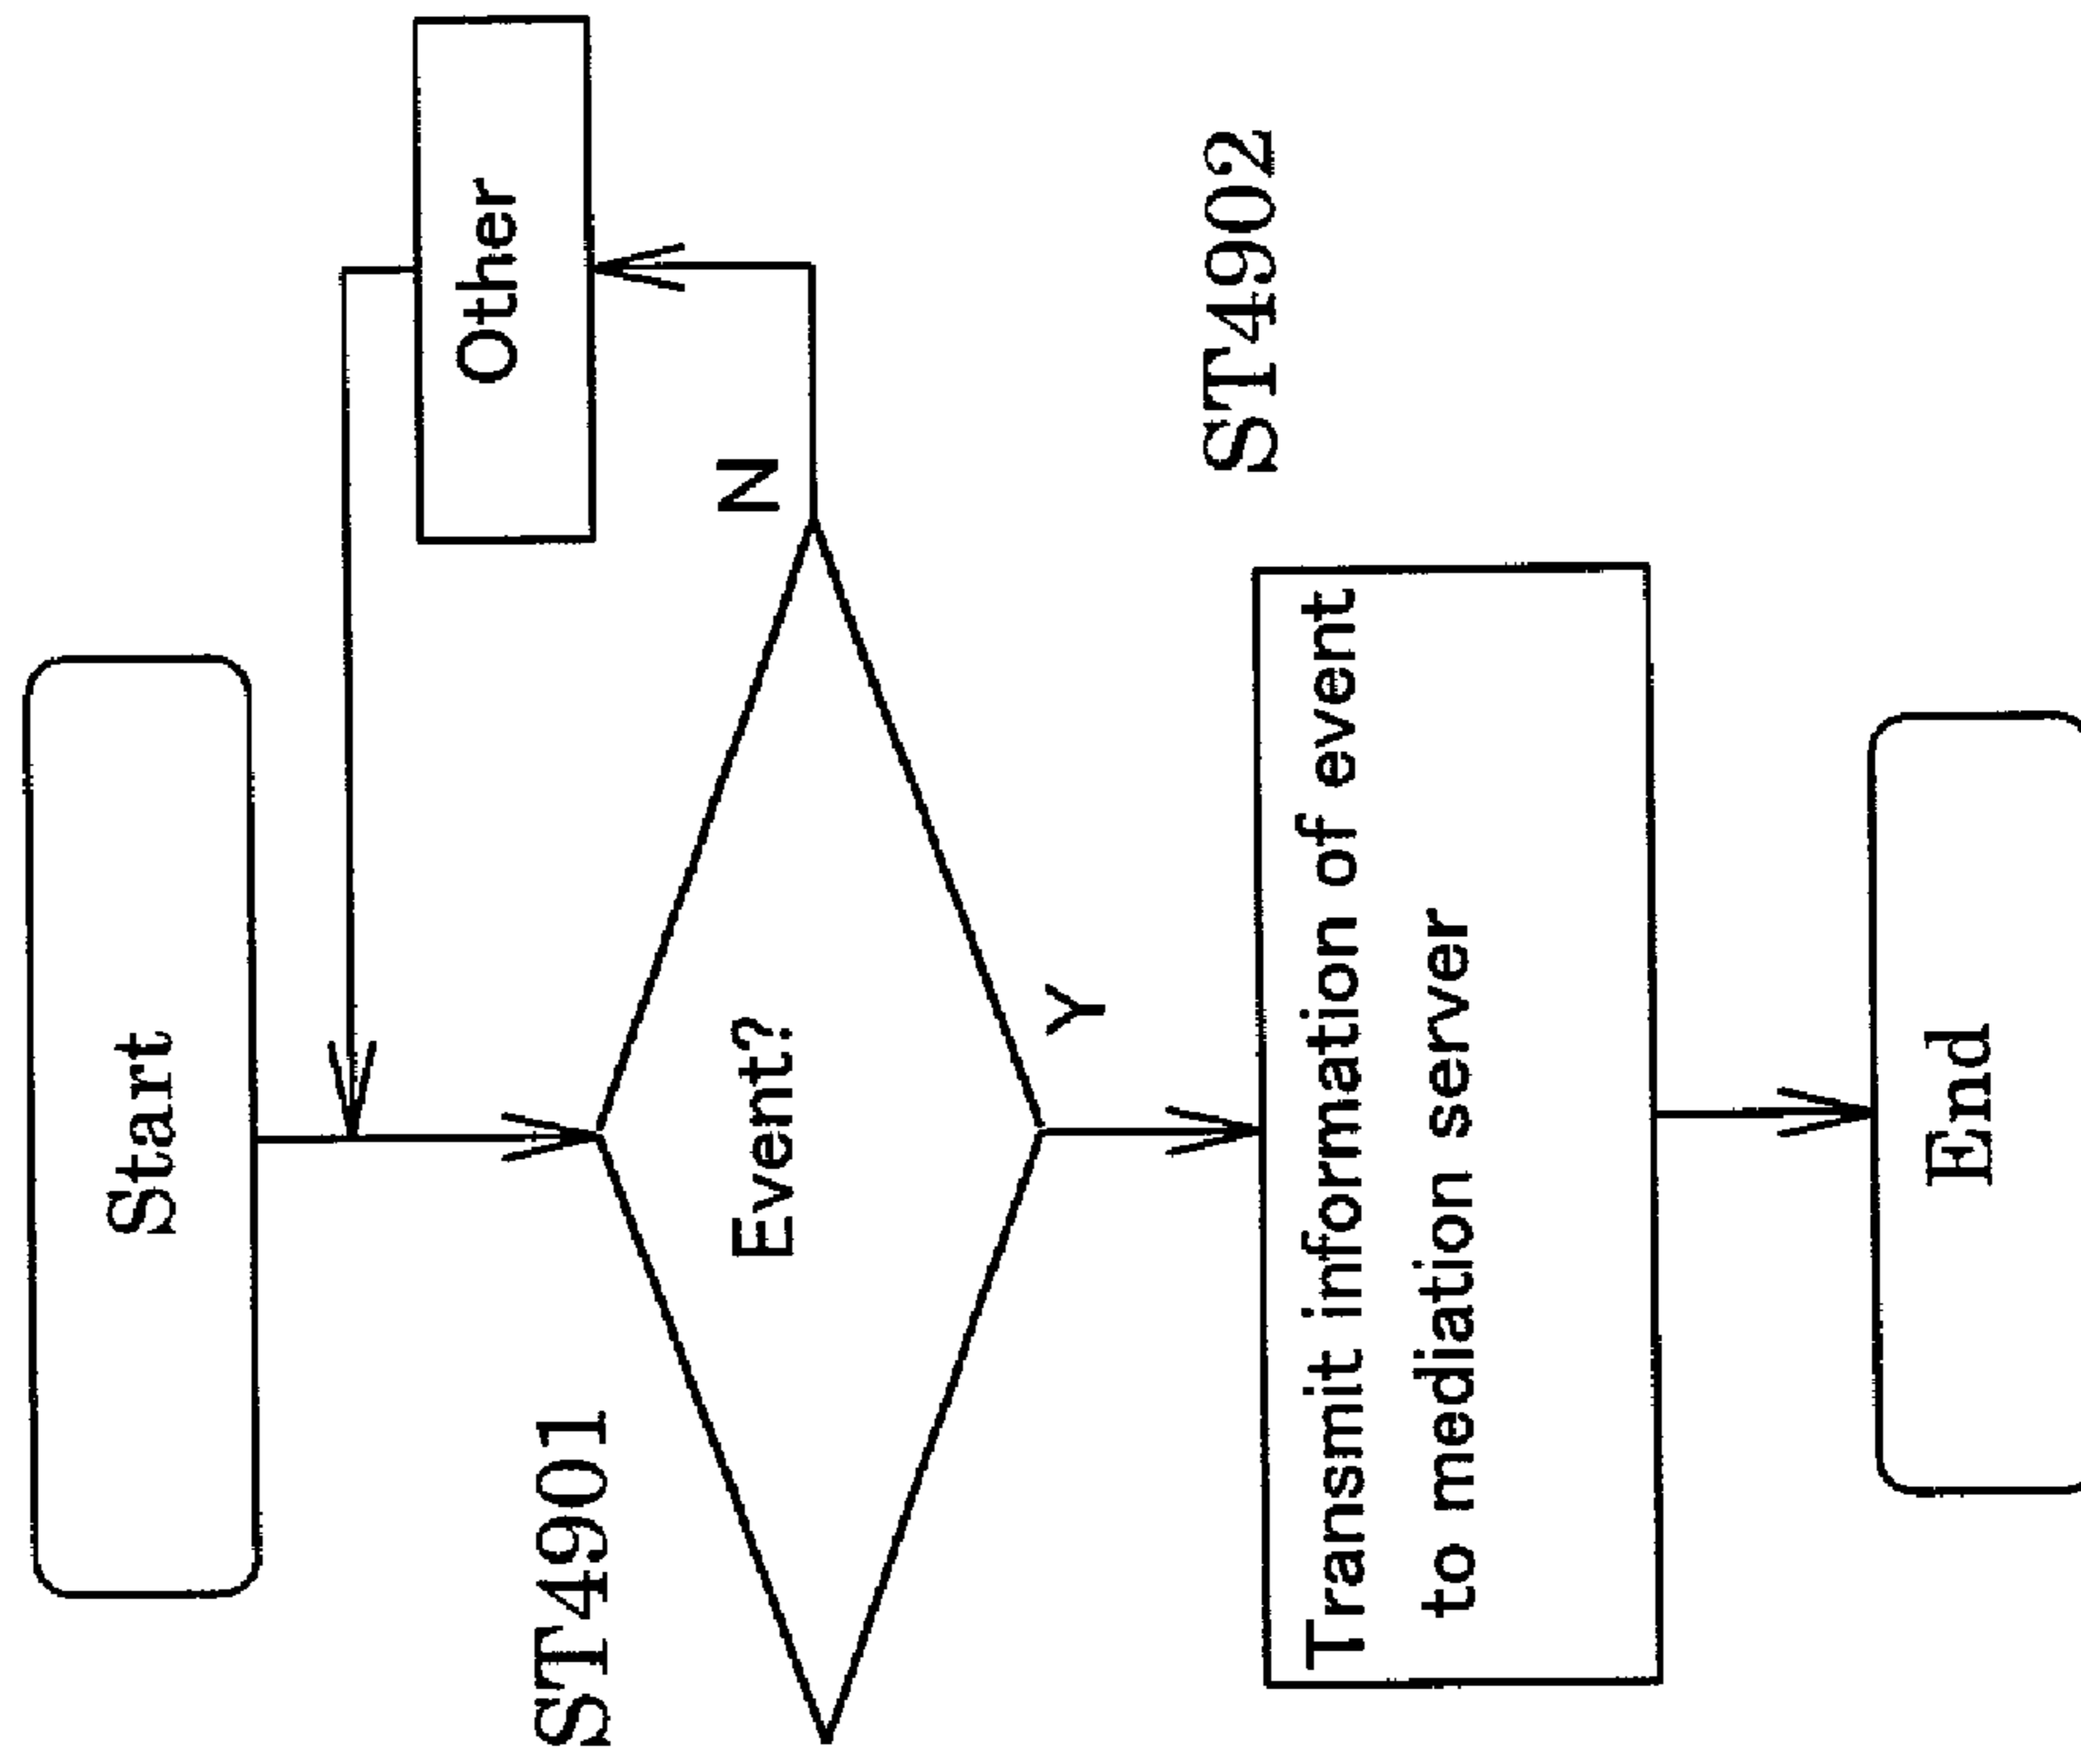 Start
Other
ST4901
Event?
N
Y
ST4902
Transmit information of event
to mediation server
End